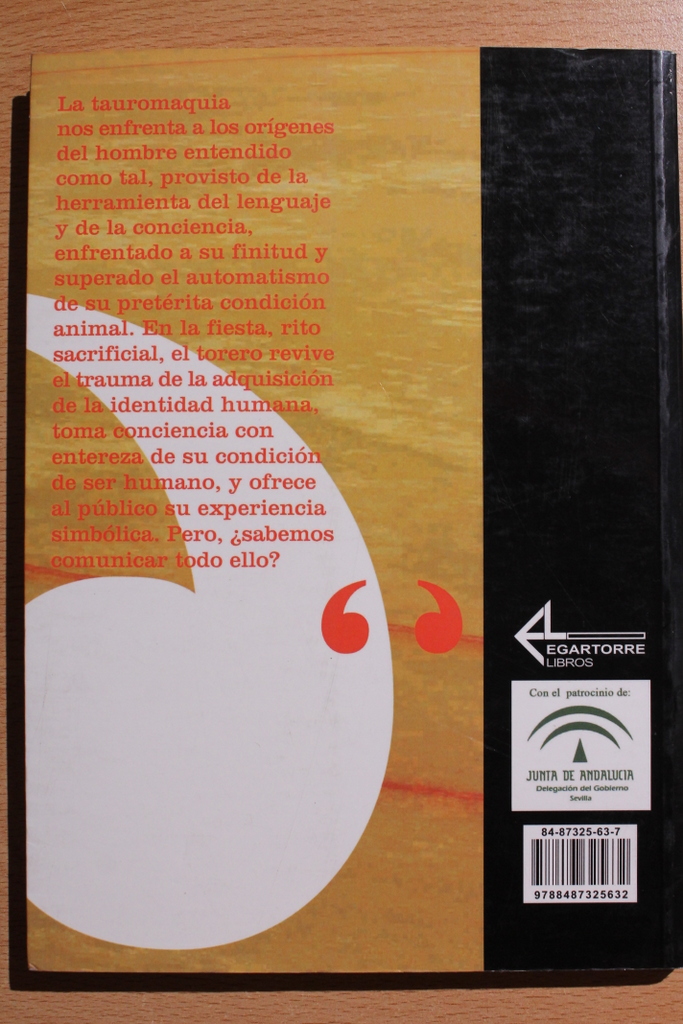 La tauromaquia
nos enfrenta a los orígenes
del hombre entendido
como tal, provisto de la
herramienta del lenguaje
y de la conciencia,
enfrentado a su finitud y
superado el automatismo
de su pretérita condición
animal. En la fiesta, rito
sacrificial, el torero revive
el trauma de la adquisición
de la identidad humana,
toma conciencia con
entereza de su condición
de ser humano, y ofrece
al público su experiencia
simbólica. Pero, ¿sabemos
comunicar todo ello?
EGARTORRE
LIBROS
Con el patrocinio de:
JUNTA DE ANDALUCIA
Delegación del Gobierno
Sevilla
84-87325-63-7
9788487325632